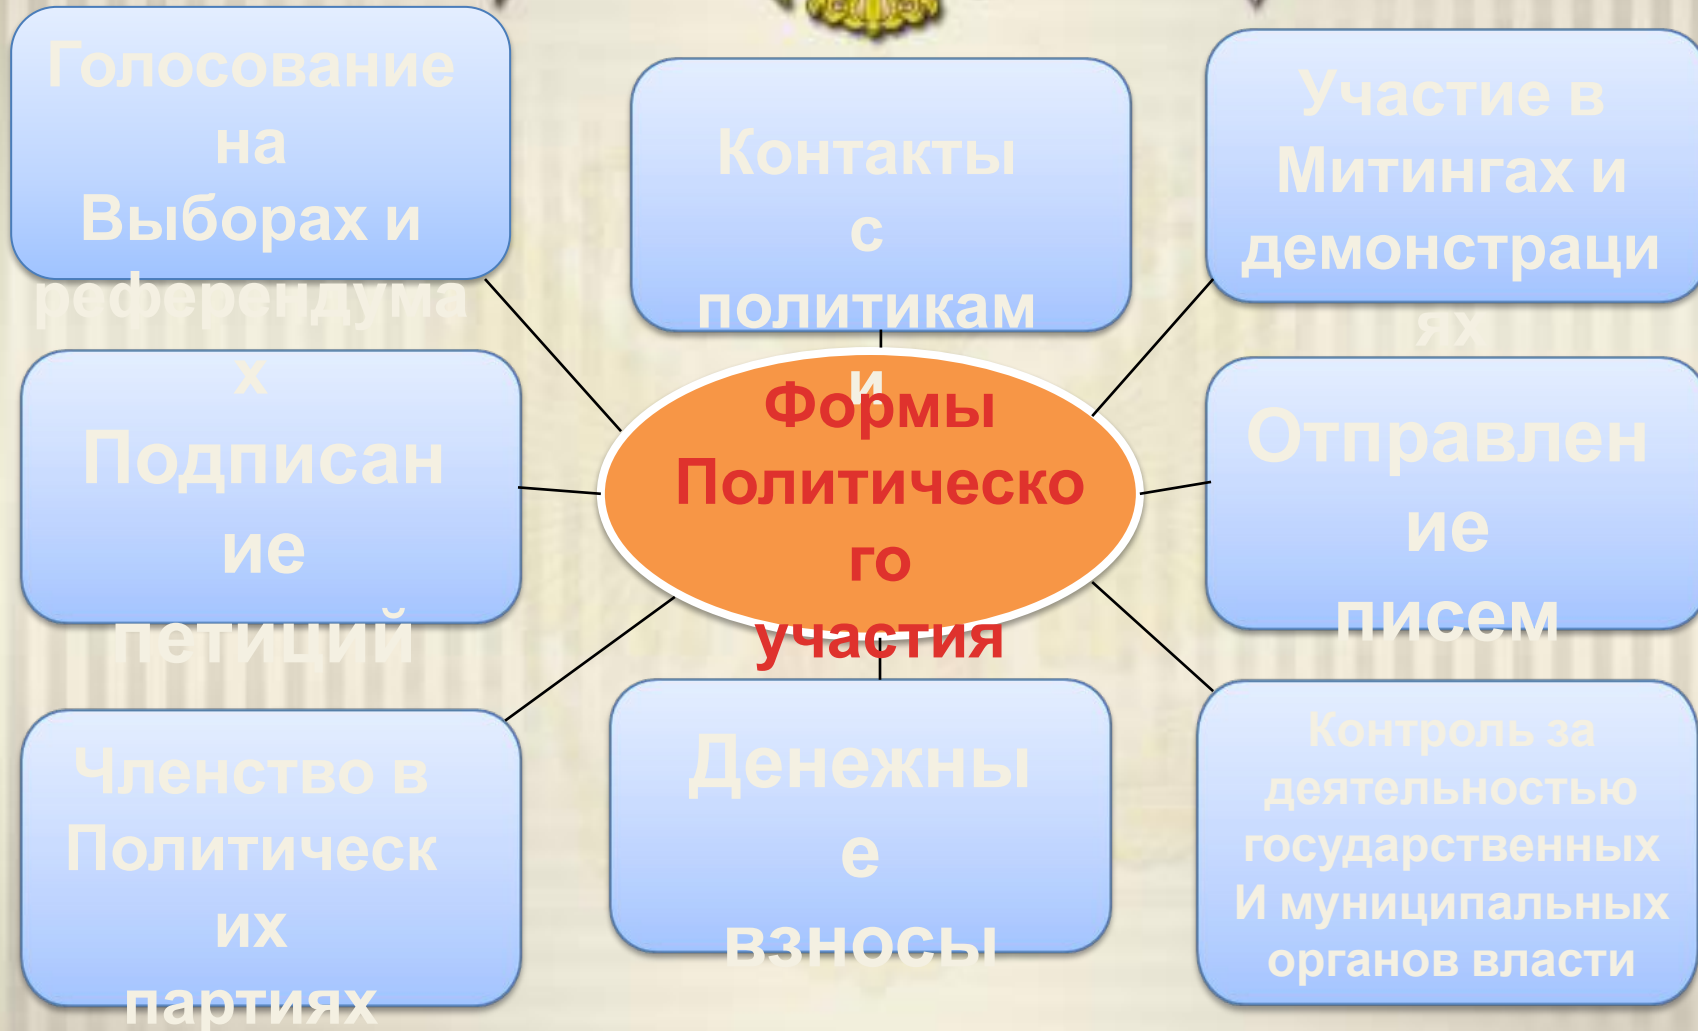 Голосование
на
Выборах и
референдума
х
Контакты
с
политикам
и
Участие в
Митингах и
демонстраци
ях
Подписан
ие
петиций
Формы
Политическо
го
участия
Отправлен
ие
писем
Членство в
Политическ
их
партиях
Денежны
е
взносы
Контроль за
деятельностью
государственных
И муниципальных
органов власти